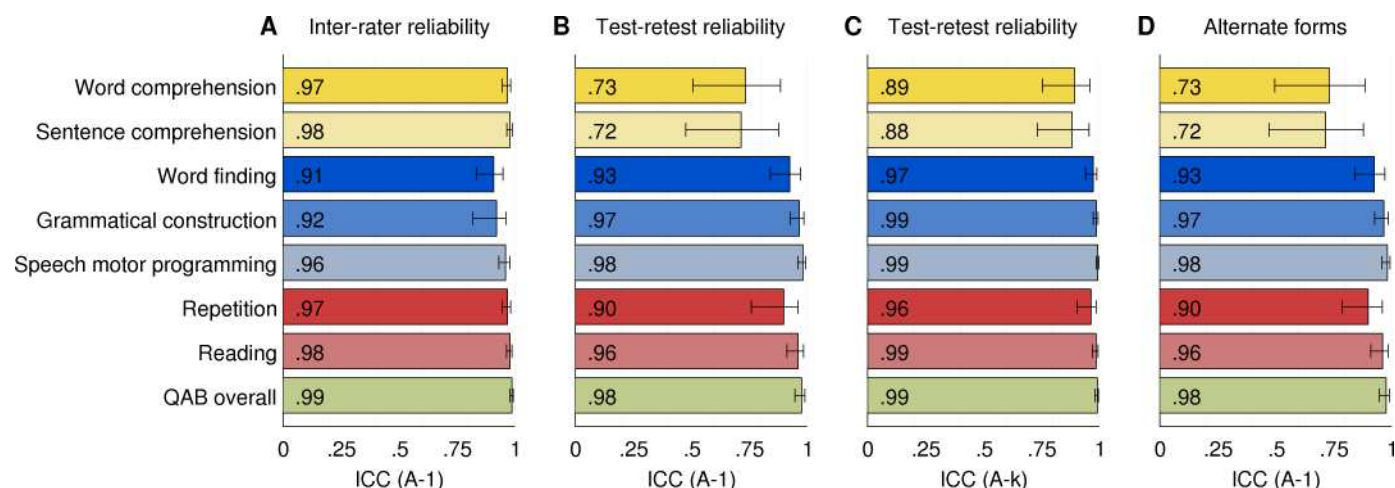 A Inter-rater reliability B Test-retest reliability C Test-retest reliability D Alternate forms
Word comprehension .97 .73 .89 .73
Sentence comprehension .98 .72 .88 .72
Word finding .91 .93 .97 .93
Grammatical construction .92 .97 .99 .97
Speech motor programming .96 .98 .99 .98
Repetition .97 .90 .96 .90
Reading .98 .96 .99 .96
QAB overall .99 .98 .99 .98
0 .25 .5 .75 1 0 .25 .5 .75 1 0 .25 .5 .75 1 0 .25 .5 .75 1
ICC (A-1) ICC (A-1) ICC (A-k) ICC (A-1)